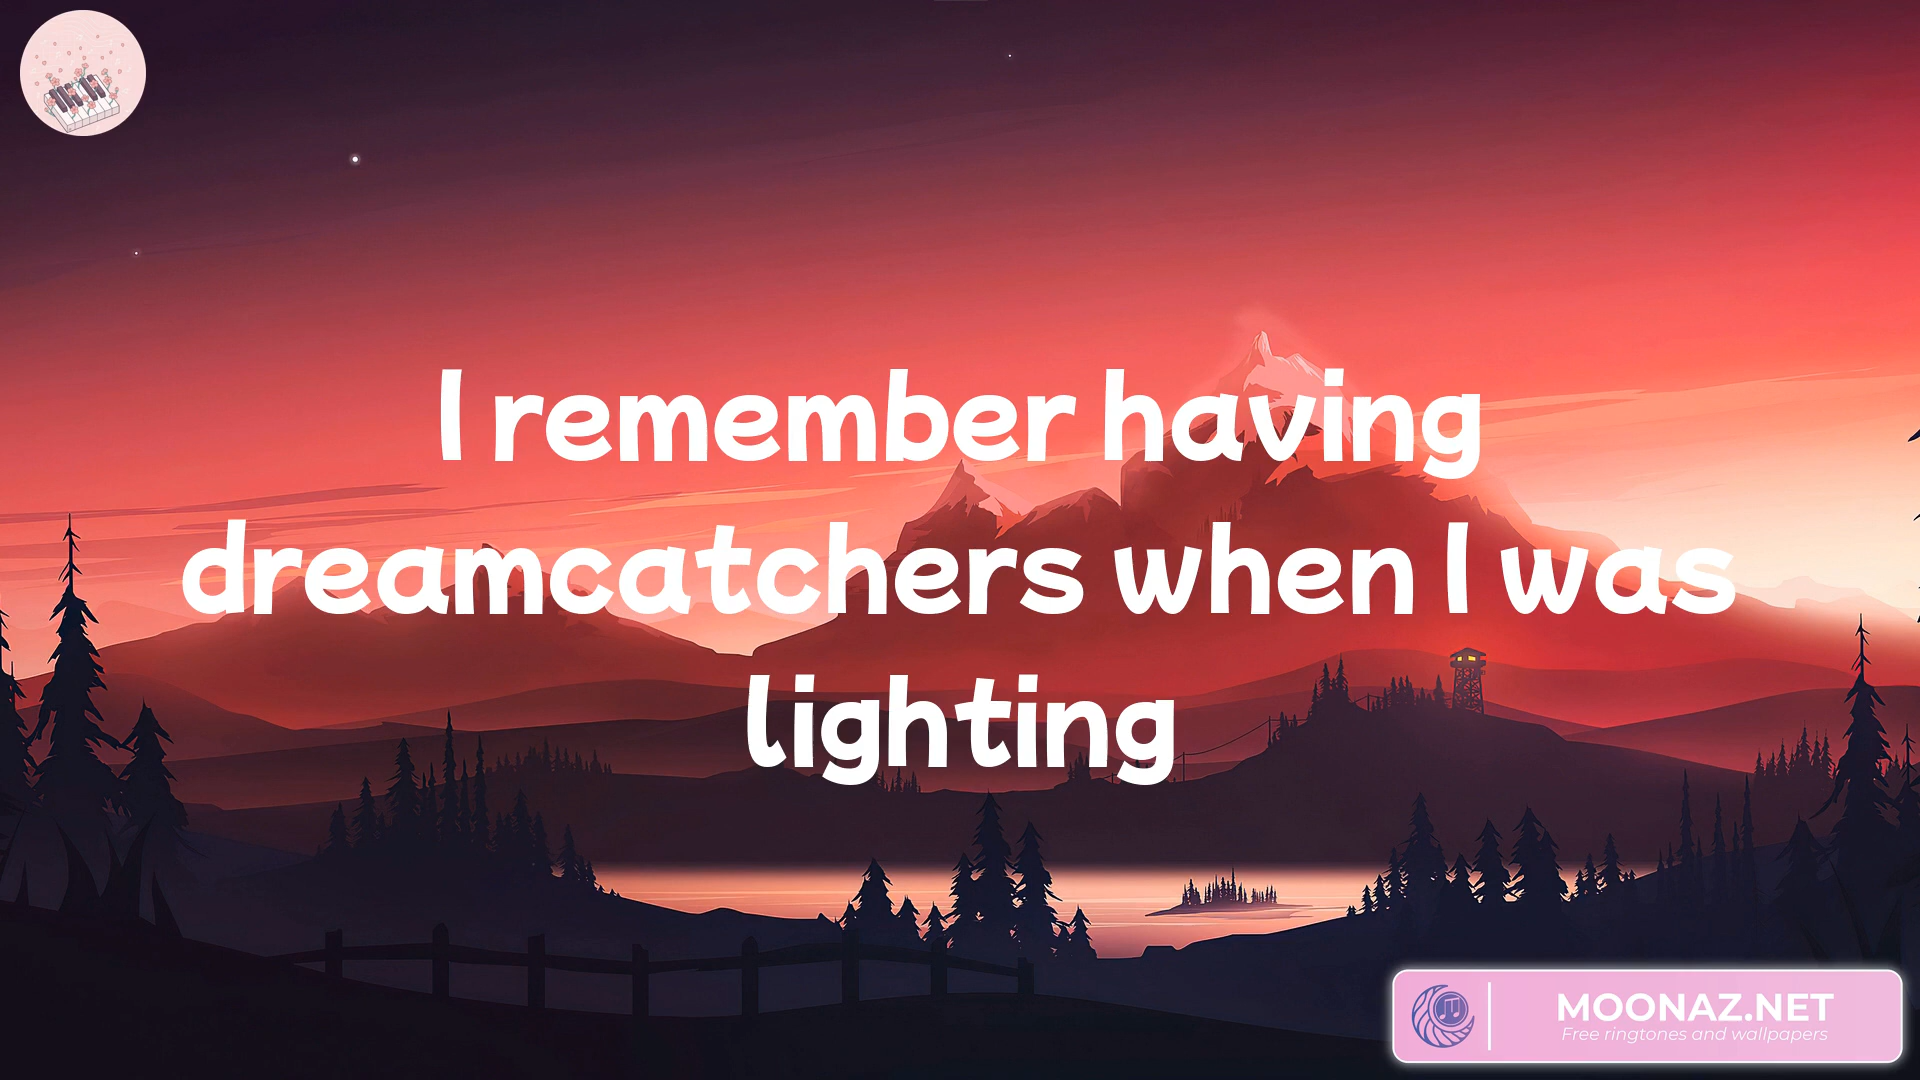 I remember having
dreamcatchers when I was
lighting
MOONAZ.NET
Free ringtones and wallpapers